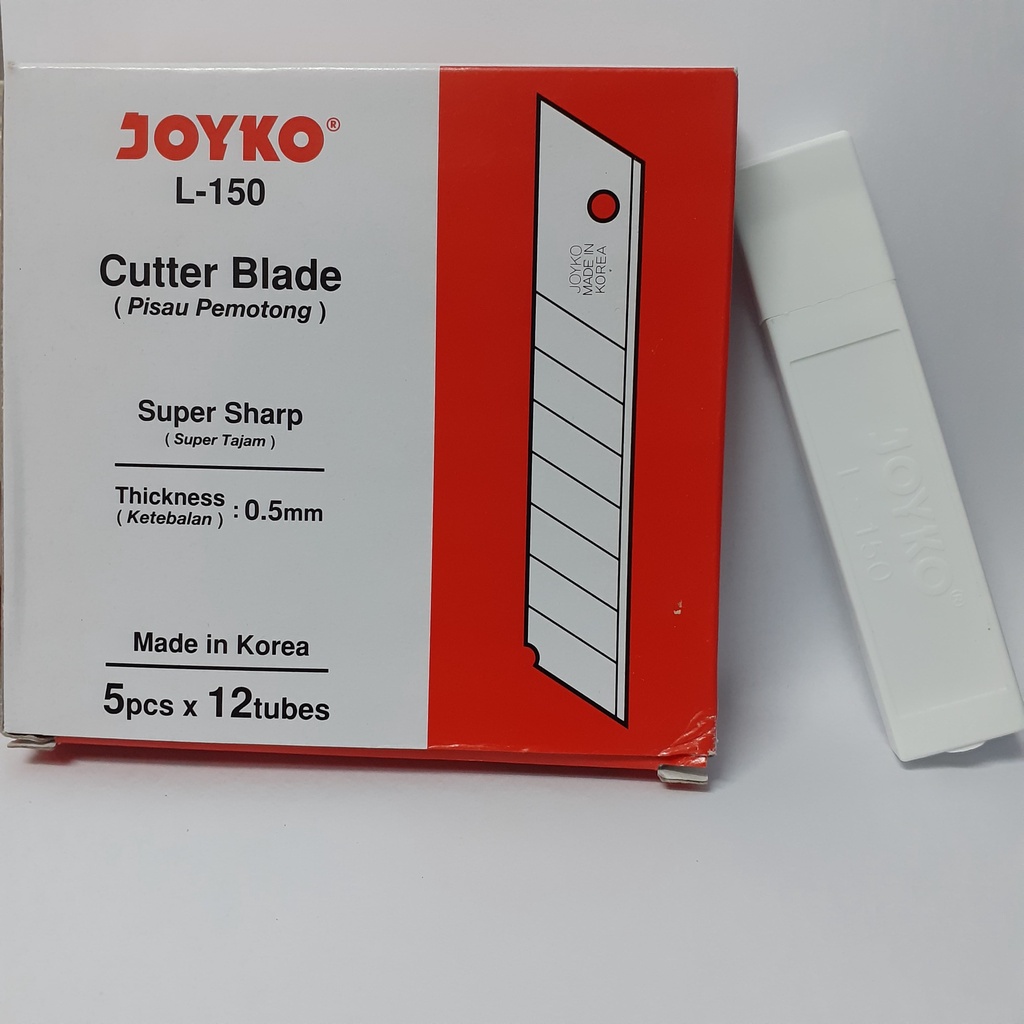 JOYKO®
L-150
Cutter Blade
( Pisau Pemotong )
Super Sharp
( Super Tajam )
Thickness : 0.5mm
( Ketebalan )
Made in Korea
5pcs x 12tubes
JOYKO
MADE IN
KOREA
JOYKO
L-150